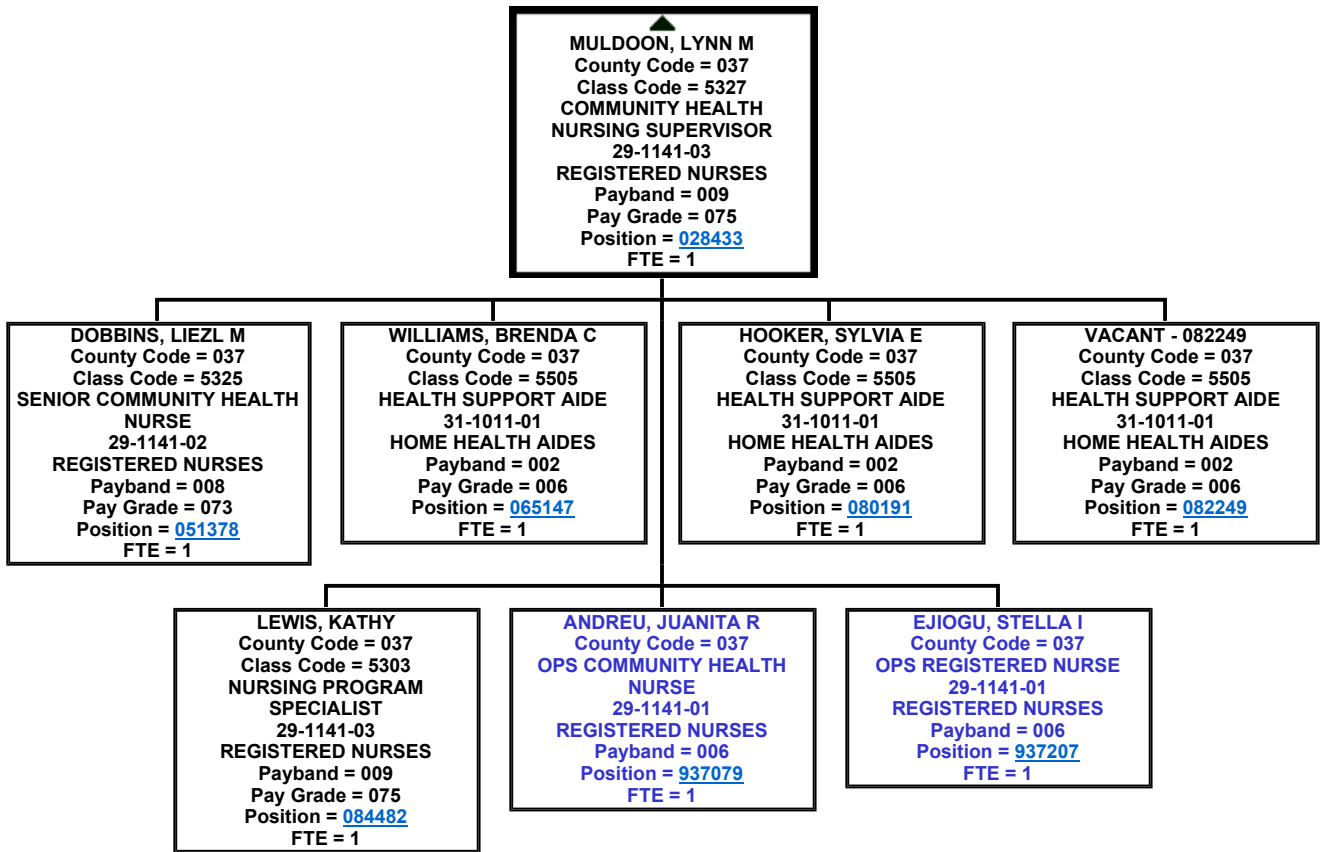 MULDOON, LYNN M
County Code = 037
Class Code = 5327
COMMUNITY HEALTH
NURSING SUPERVISOR
29-1141-03
REGISTERED NURSES
Payband = 009
Pay Grade = 075
Position = 028433
FTE = 1
DOBBINS, LIEZL M
County Code = 037
Class Code = 5325
SENIOR COMMUNITY HEALTH
NURSE
29-1141-02
REGISTERED NURSES
Payband = 008
Pay Grade = 073
Position = 051378
FTE = 1
WILLIAMS, BRENDA C
County Code = 037
Class Code = 5505
HEALTH SUPPORT AIDE
31-1011-01
HOME HEALTH AIDES
Payband = 002
Pay Grade = 006
Position = 065147
FTE = 1
HOOKER, SYLVIA E
County Code = 037
Class Code = 5505
HEALTH SUPPORT AIDE
31-1011-01
HOME HEALTH AIDES
Payband = 002
Pay Grade = 006
Position = 080191
FTE = 1
VACANT - 082249
County Code = 037
Class Code = 5505
HEALTH SUPPORT AIDE
31-1011-01
HOME HEALTH AIDES
Payband = 002
Pay Grade = 006
Position = 082249
FTE = 1
LEWIS, KATHY
County Code = 037
Class Code = 5303
NURSING PROGRAM
SPECIALIST
29-1141-03
REGISTERED NURSES
Payband = 009
Pay Grade = 075
Position = 084482
FTE = 1
ANDREU, JUANITA R
County Code = 037
OPS COMMUNITY HEALTH
NURSE
29-1141-01
REGISTERED NURSES
Payband = 006
Position = 937079
FTE = 1
EJIOGU, STELLA I
County Code = 037
OPS REGISTERED NURSE
29-1141-01
REGISTERED NURSES
Payband = 006
Position = 937207
FTE = 1